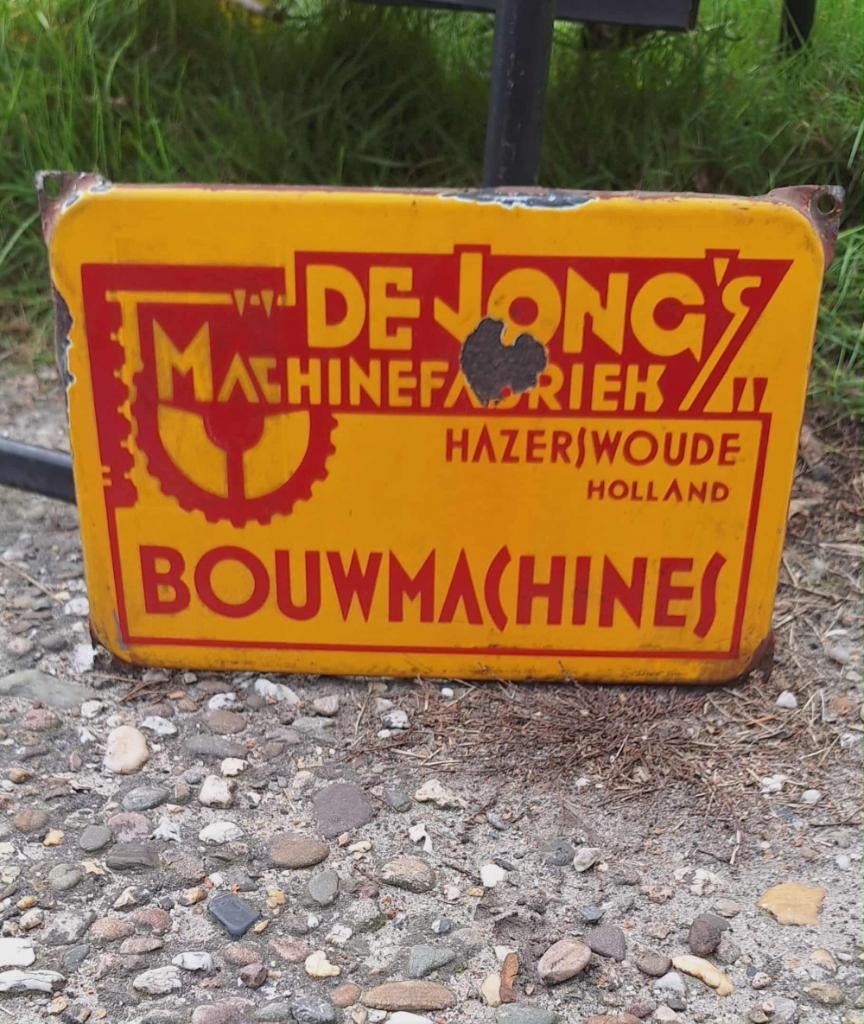 "DE JONG'S"
MACHINEFABRIEK
HAZERSWOUDE
HOLLAND
BOUWMACHINES